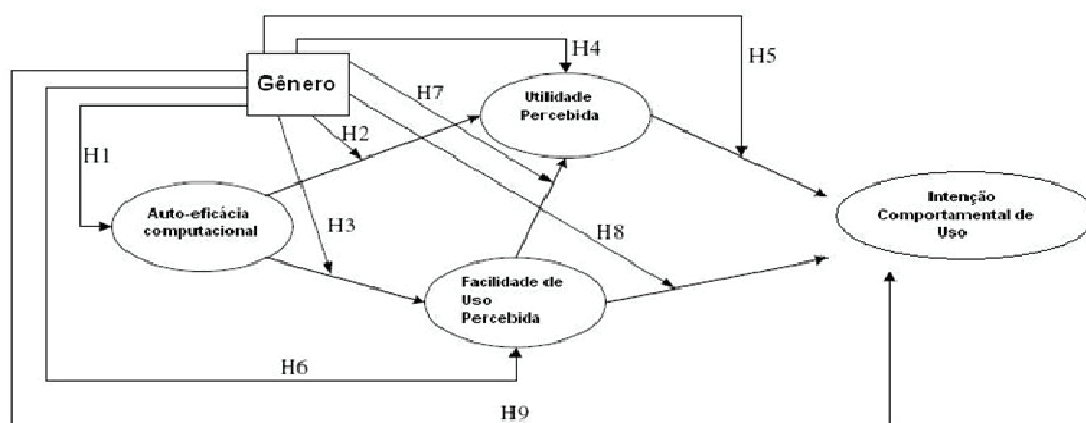 H4
H5
Gênero
H7
Utilidade
Percebida
H2
H1
Intenção
Comportamental de
Uso
Auto-eficácia
computacional
H3
H8
Facilidade de
Uso
Percebida
H6
H9